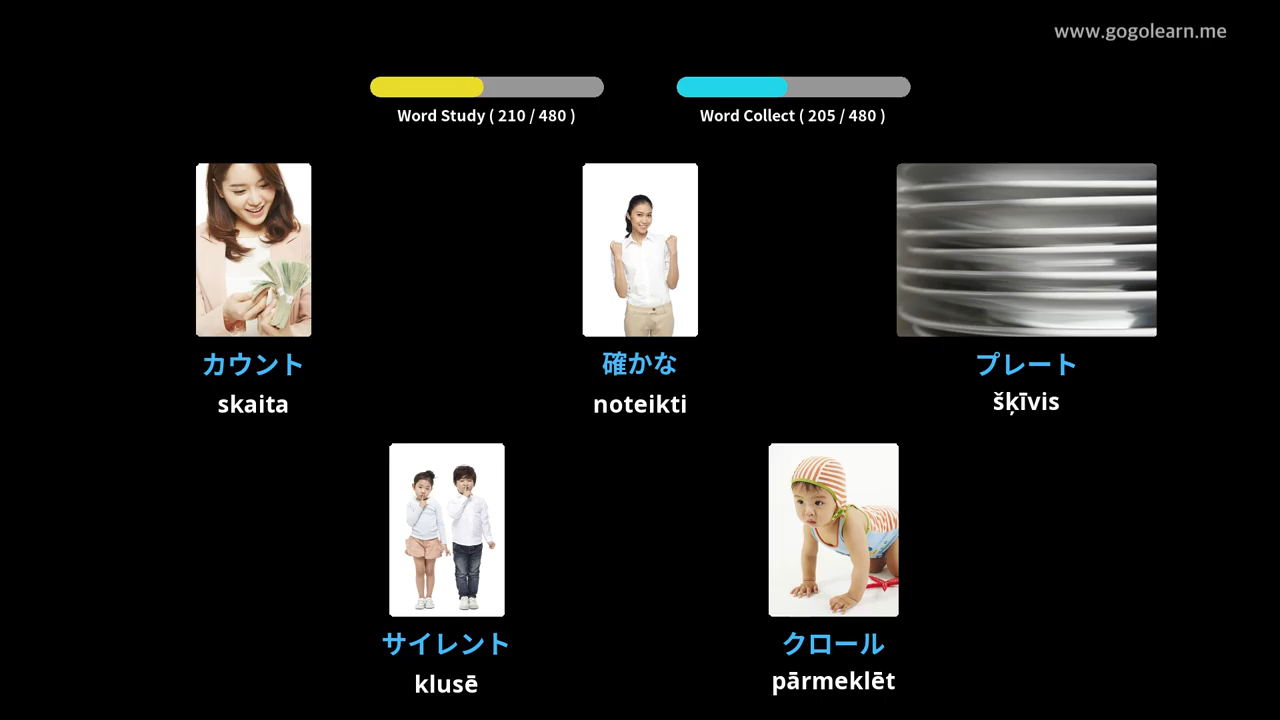 www.gogolearn.me
Word Study ( 210 / 480 )
Word Collect ( 205 / 480 )
カウント
skaita
確かな
noteikti
プレート
šķīvis
サイレント
klusē
クロール
pārmeklēt